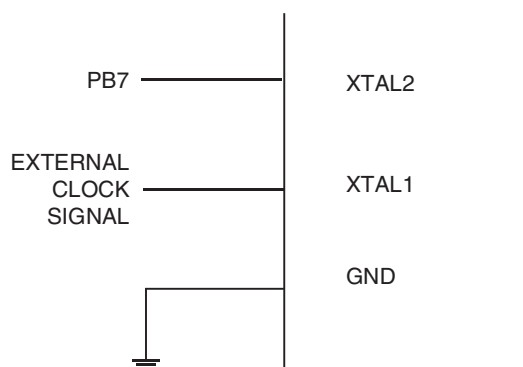 PB7
XTAL2
EXTERNAL
CLOCK
SIGNAL
XTAL1
GND